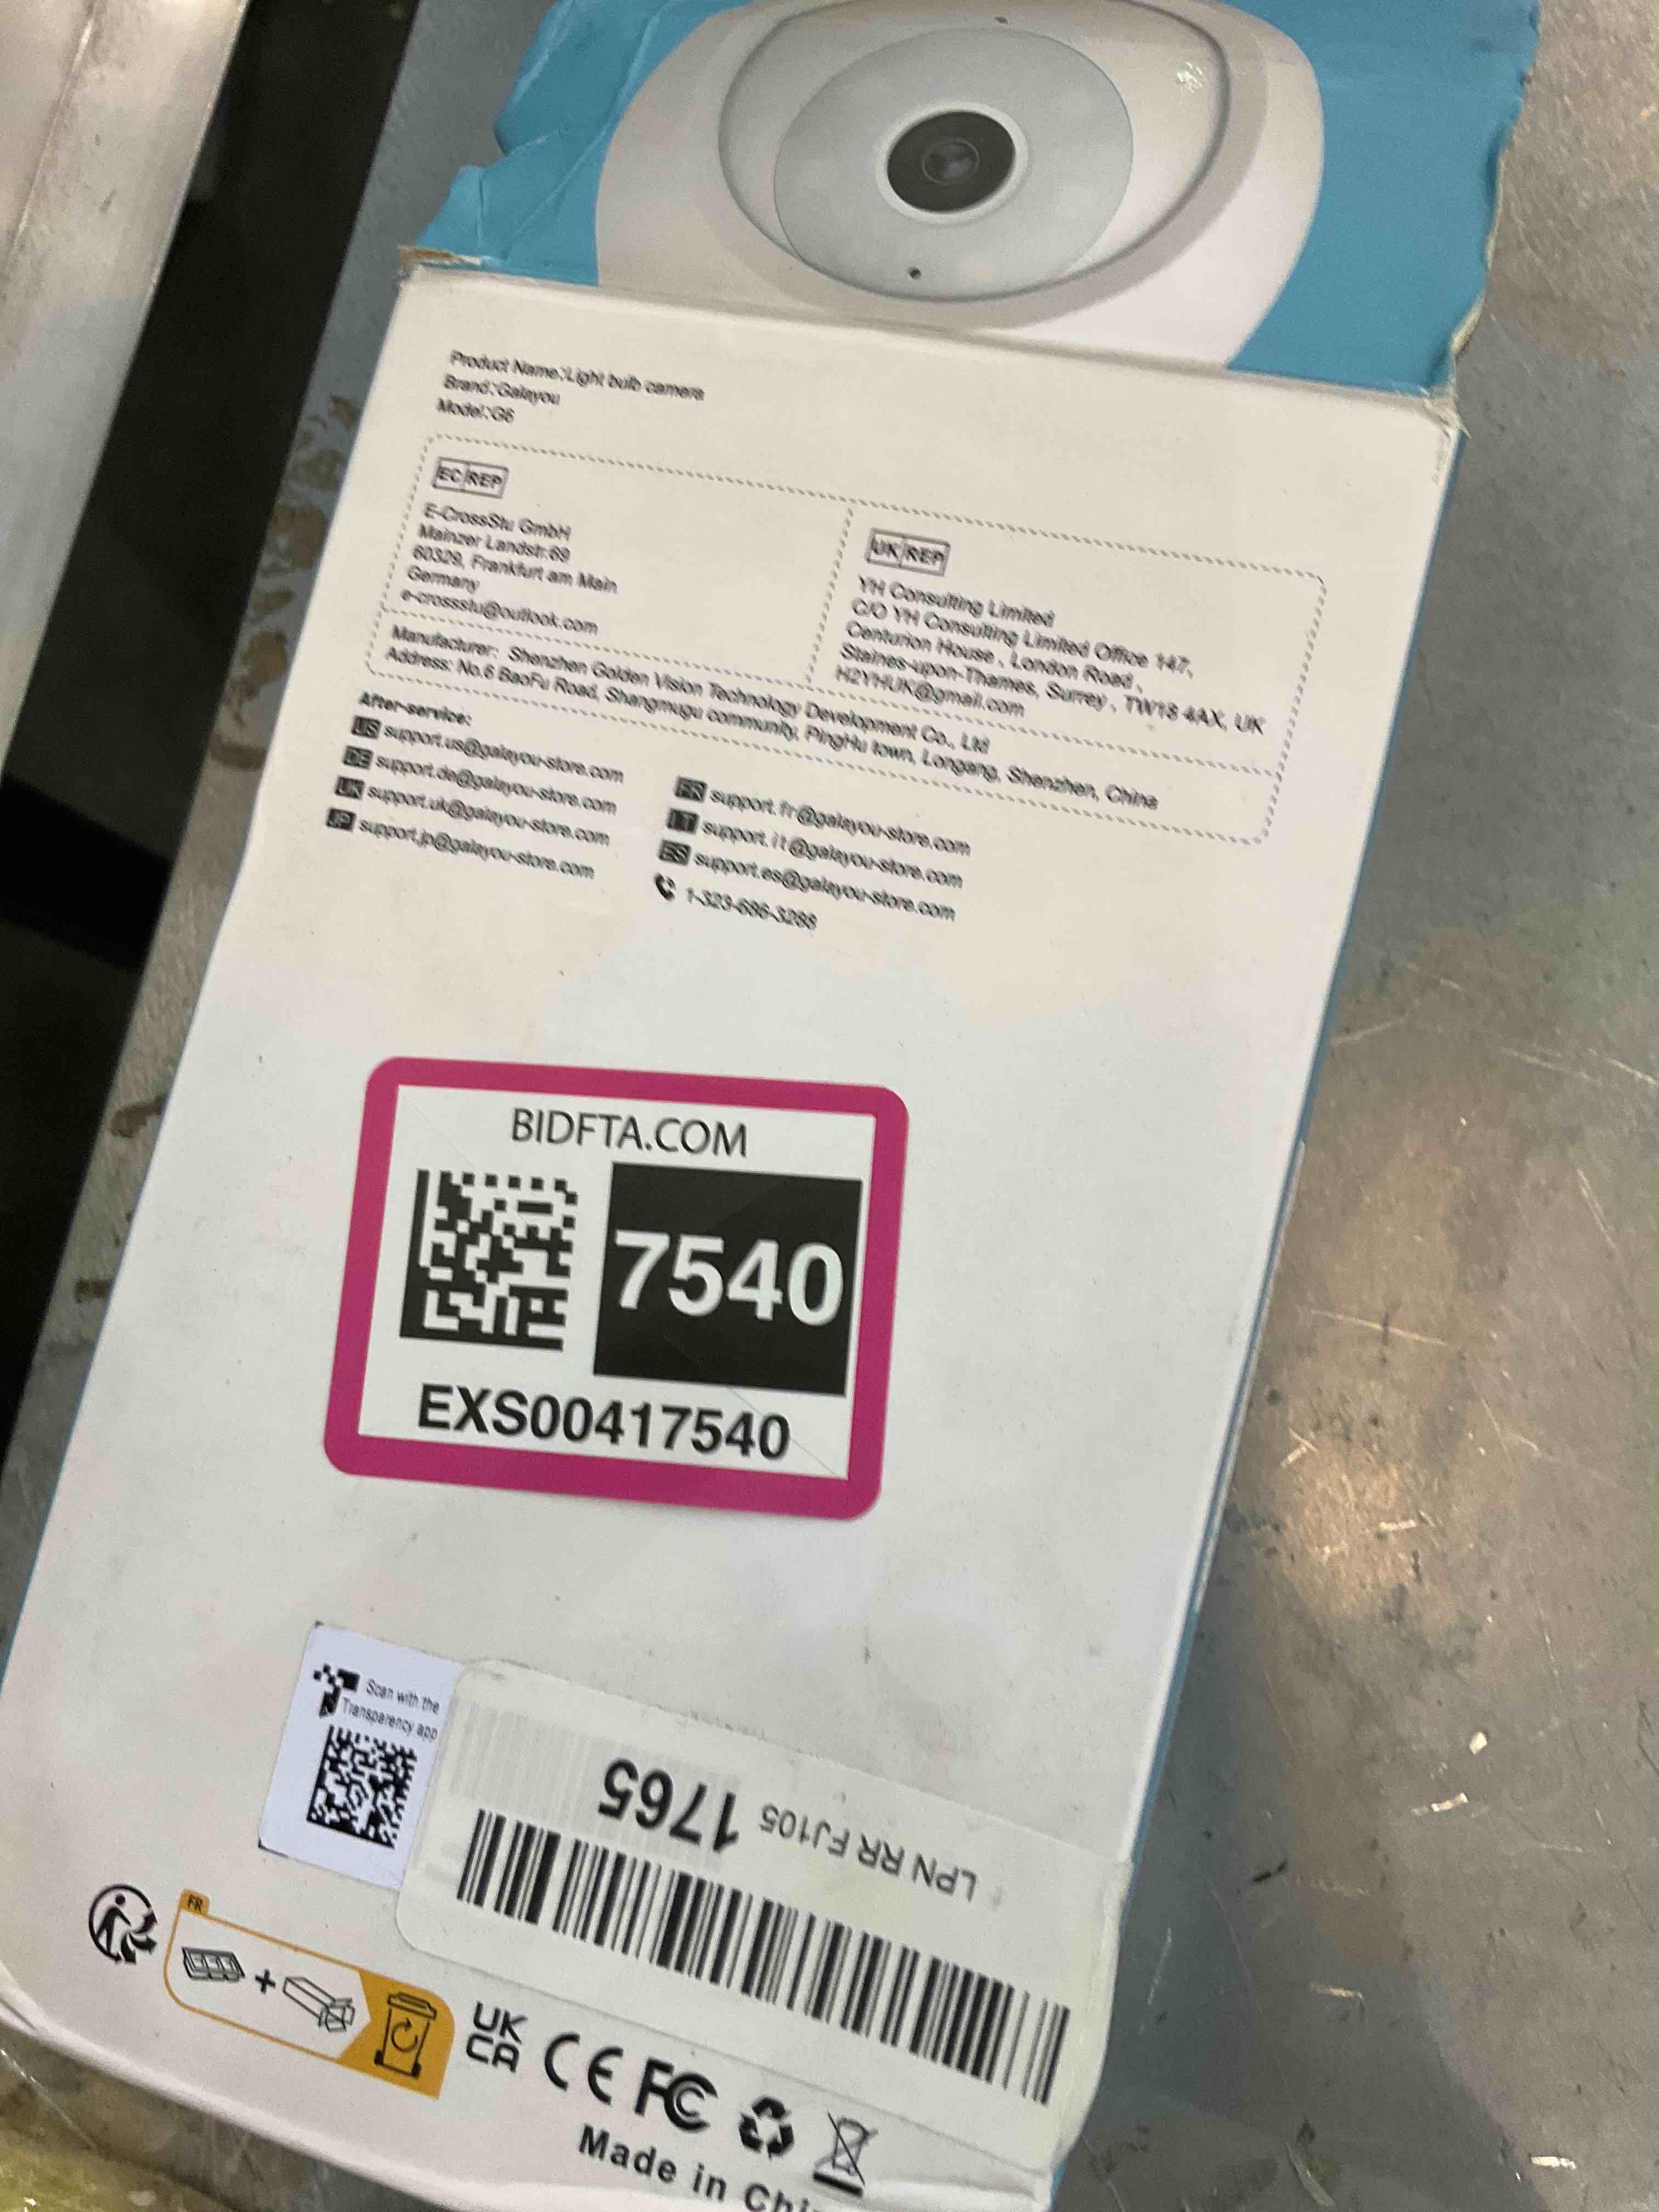 Product Name:Light bulb camera
Brand:Galayou
Model:G6
EC REP
E-CrossStu GmbH
Mainzer Landstr.69
60329, Frankfurt am Main
Germany
e-crossstu@outlook.com
UK REP
YH Consulting Limited
C/O YH Consulting Limited Office 147,
Centurion House , London Road ,
Staines-upon-Thames, Surrey , TW18 4AX, UK
H2YHUK@gmail.com
Manufacturer: Shenzhen Golden Vision Technology Development Co., Ltd
Address: No.6 BaoFu Road, Shangmugu community, PingHu town, Longang, Shenzhen, China
After-service:
US support.us@galayou-store.com
DE support.de@galayou-store.com
UK support.uk@galayou-store.com
JP support.jp@galayou-store.com
FR support.fr@galayou-store.com
IT support.it@galayou-store.com
ES support.es@galayou-store.com
1-323-686-3288
BIDFTA.COM
7540
EXS00417540
Scan with the
Transparency app
LPN RR FJ105 1765
FR
UK
CA
CE FC
Made in